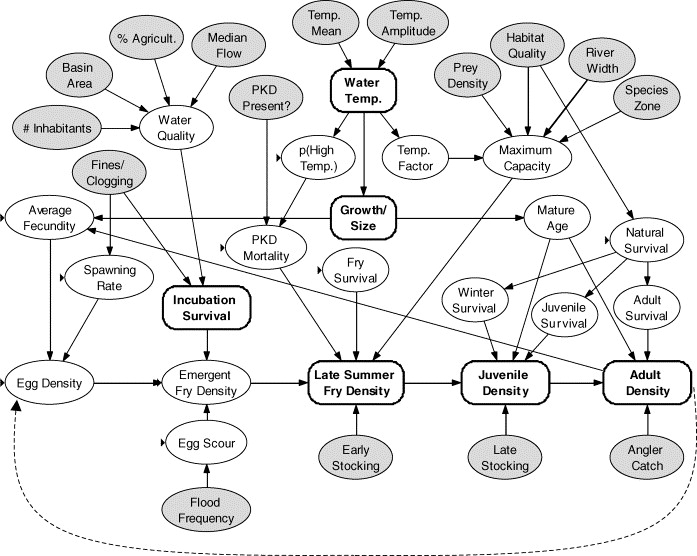 Temp.
Mean
Temp.
Amplitude
% Agricult.
Median
Flow
Habitat
Quality
River
Width
Basin
Area
PKD
Present?
Water
Temp.
Prey
Density
Species
Zone
# Inhabitants
Water
Quality
p(High
Temp.)
Temp.
Factor
Maximum
Capacity
Fines/
Clogging
Average
Fecundity
Growth/
Size
Mature
Age
Natural
Survival
PKD
Mortality
Spawning
Rate
Fry
Survival
Incubation
Survival
Winter
Survival
Juvenile
Survival
Adult
Survival
Egg Density
Emergent
Fry Density
Late Summer
Fry Density
Juvenile
Density
Adult
Density
Egg Scour
Early
Stocking
Late
Stocking
Angler
Catch
Flood
Frequency